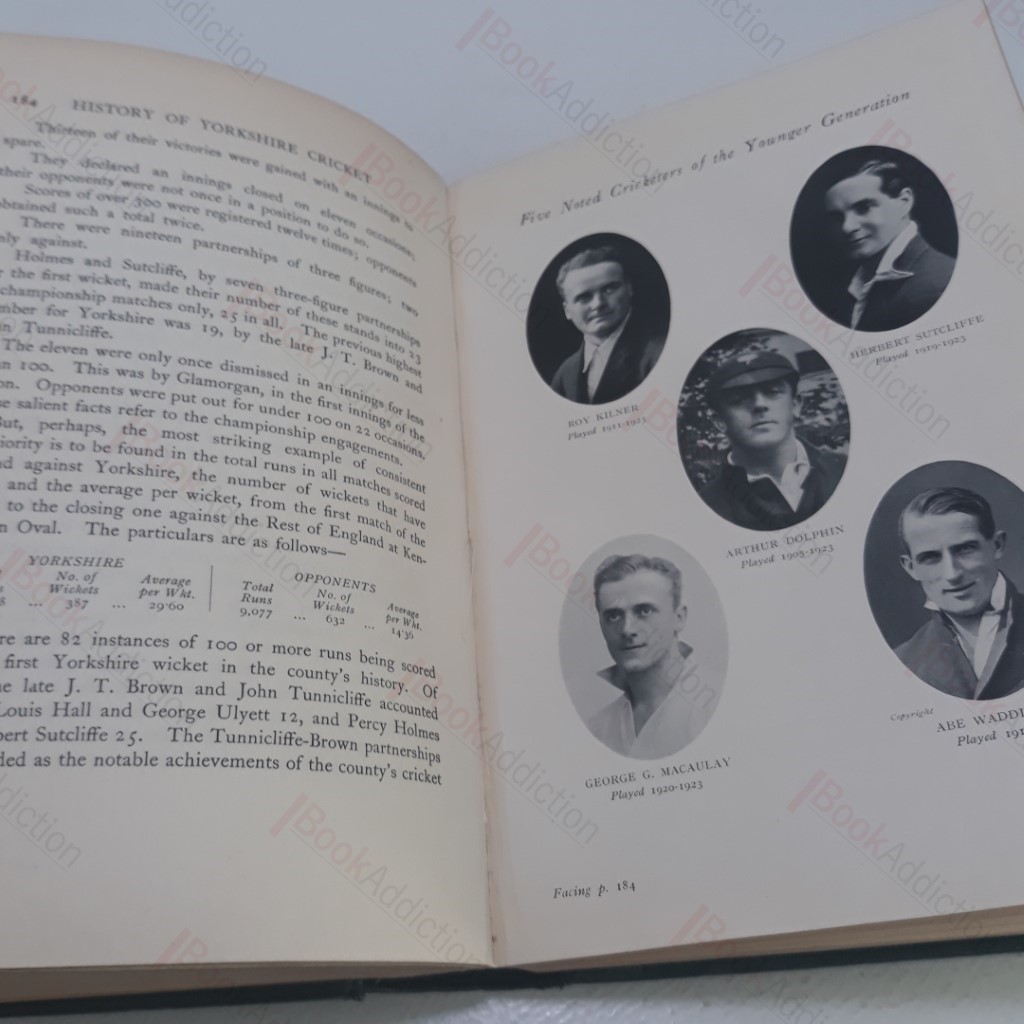 184 HISTORY OF YORKSHIRE CRICKET
Thirteen of their victories were gained with an innings to
spare.
They declared an innings closed on eleven occasions;
their opponents were not once in a position to do so.
Scores of over 300 were registered twelve times; opponents
obtained such a total twice.
There were nineteen partnerships of three figures; two
only against.
Holmes and Sutcliffe, by seven three-figure partnerships
the first wicket, made their number of these stands into 23
championship matches only, 25 in all. The previous highest
mber for Yorkshire was 19, by the late J. T. Brown and
n Tunnicliffe.
The eleven were only once dismissed in an innings for less
n 100. This was by Glamorgan, in the first innings of the
on. Opponents were put out for under 100 on 22 occasions.
se salient facts refer to the championship engagements.
But, perhaps, the most striking example of consistent
iority is to be found in the total runs in all matches scored
d against Yorkshire, the number of wickets that have
and the average per wicket, from the first match of the
to the closing one against the Rest of England at Ken-
n Oval. The particulars are as follows—
YORKSHIRE OPPONENTS
No. of Wickets Average per Wkt. Total Runs No. of Wickets Average per Wkt.
... 387 ... 29·60 9,077 ... 632 ... 14·36
re are 82 instances of 100 or more runs being scored
first Yorkshire wicket in the county's history. Of
e late J. T. Brown and John Tunnicliffe accounted
Louis Hall and George Ulyett 12, and Percy Holmes
bert Sutcliffe 25. The Tunnicliffe-Brown partnerships
ded as the notable achievements of the county's cricket
Five Noted Cricketers of the Younger Generation
HERBERT SUTCLIFFE
Played 1919-1923
ROY KILNER
Played 1911-1923
ARTHUR DOLPHIN
Played 1905-1923
Copyright
ABE WADDI
Played 191
GEORGE G. MACAULAY
Played 1920-1923
Facing p. 184
BookAddiction